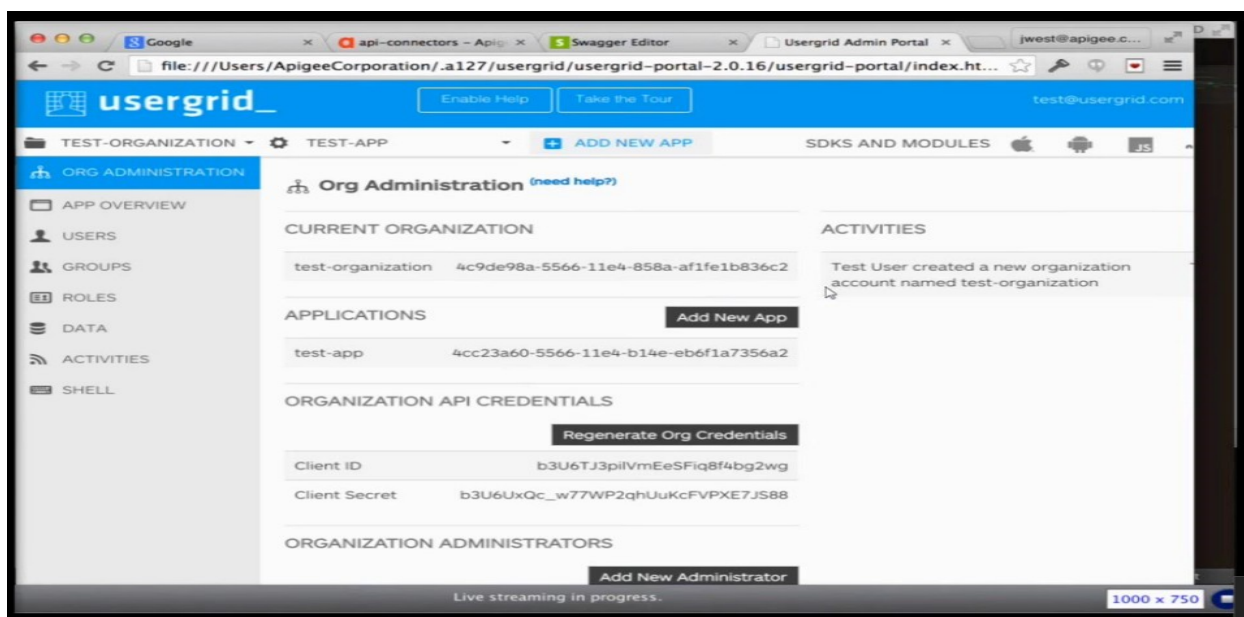 Google
api-connectors – Apig
Swagger Editor
Usergrid Admin Portal
jwest@apigee.c...
file:///Users/ApigeeCorporation/.a127/usergrid/usergrid-portal-2.0.16/usergrid-portal/index.ht...
usergrid_
Enable Help
Take the Tour
test@usergrid.com
TEST-ORGANIZATION
TEST-APP
ADD NEW APP
SDKS AND MODULES
JS
ORG ADMINISTRATION
APP OVERVIEW
USERS
GROUPS
ROLES
DATA
ACTIVITIES
SHELL
Org Administration (need help?)
CURRENT ORGANIZATION
test-organization 4c9de98a-5566-11e4-858a-af1fe1b836c2
APPLICATIONS
Add New App
test-app 4cc23a60-5566-11e4-b14e-eb6f1a7356a2
ORGANIZATION API CREDENTIALS
Regenerate Org Credentials
Client ID b3U6TJ3pilVmEeSFiq8f4bg2wg
Client Secret b3U6UxQc_w77WP2qhUuKcFVPXE7JS88
ORGANIZATION ADMINISTRATORS
Add New Administrator
ACTIVITIES
Test User created a new organization
account named test-organization
Live streaming in progress.
1000 x 750